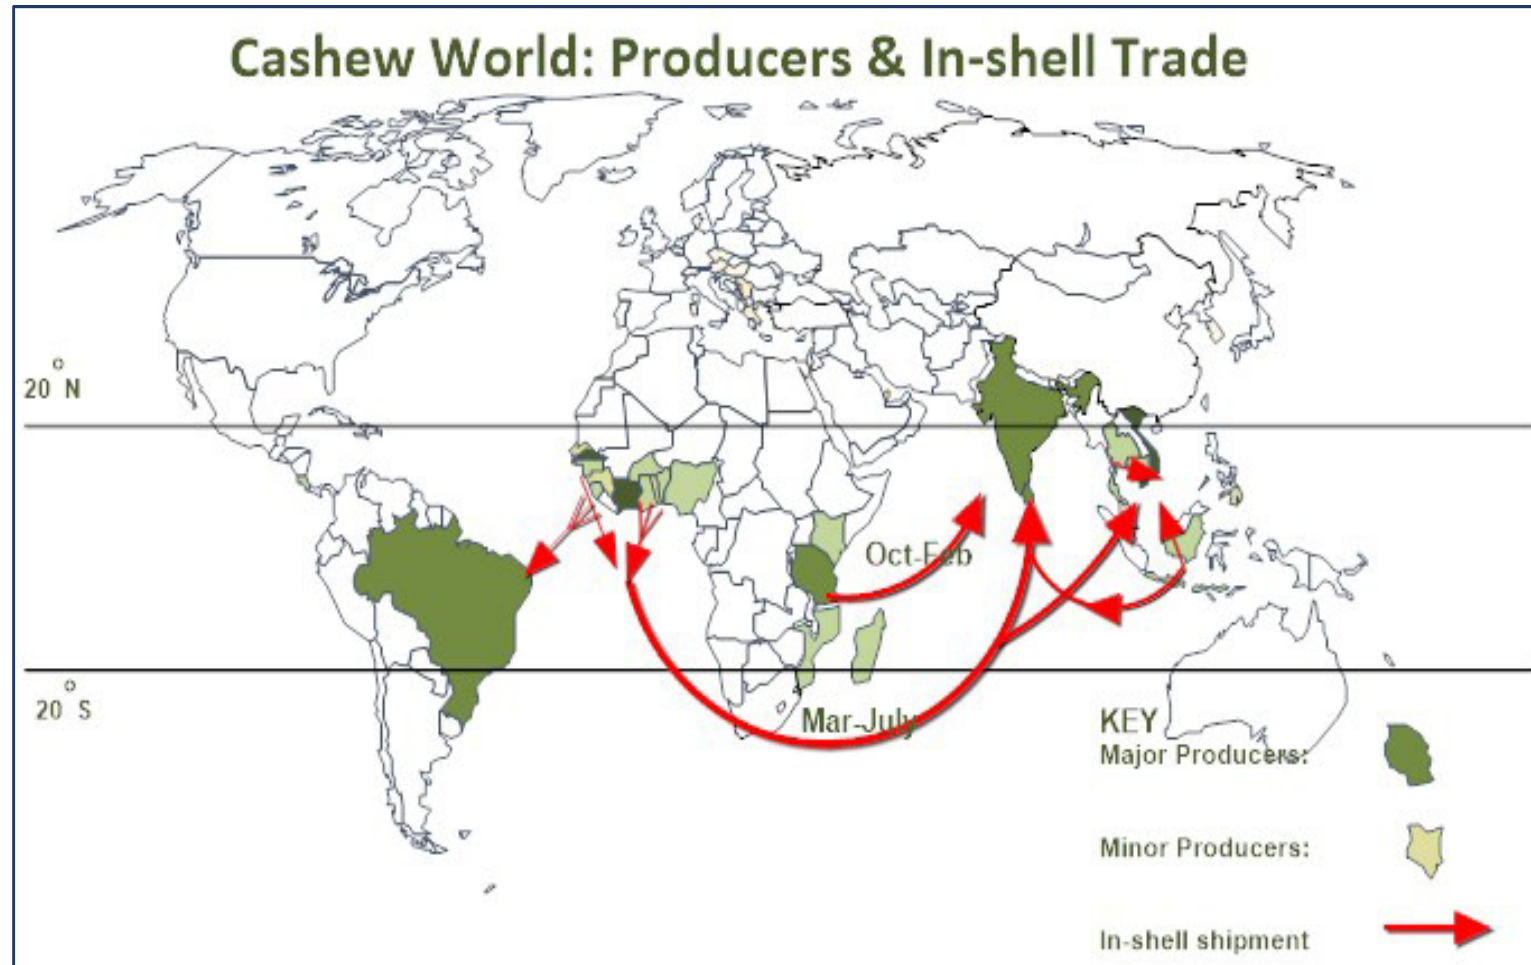 Cashew World: Producers & In-shell Trade
20 °N
Oct-Feb
20 °S
Mar-July
KEY
Major Producers:
Minor Producers:
In-shell shipment